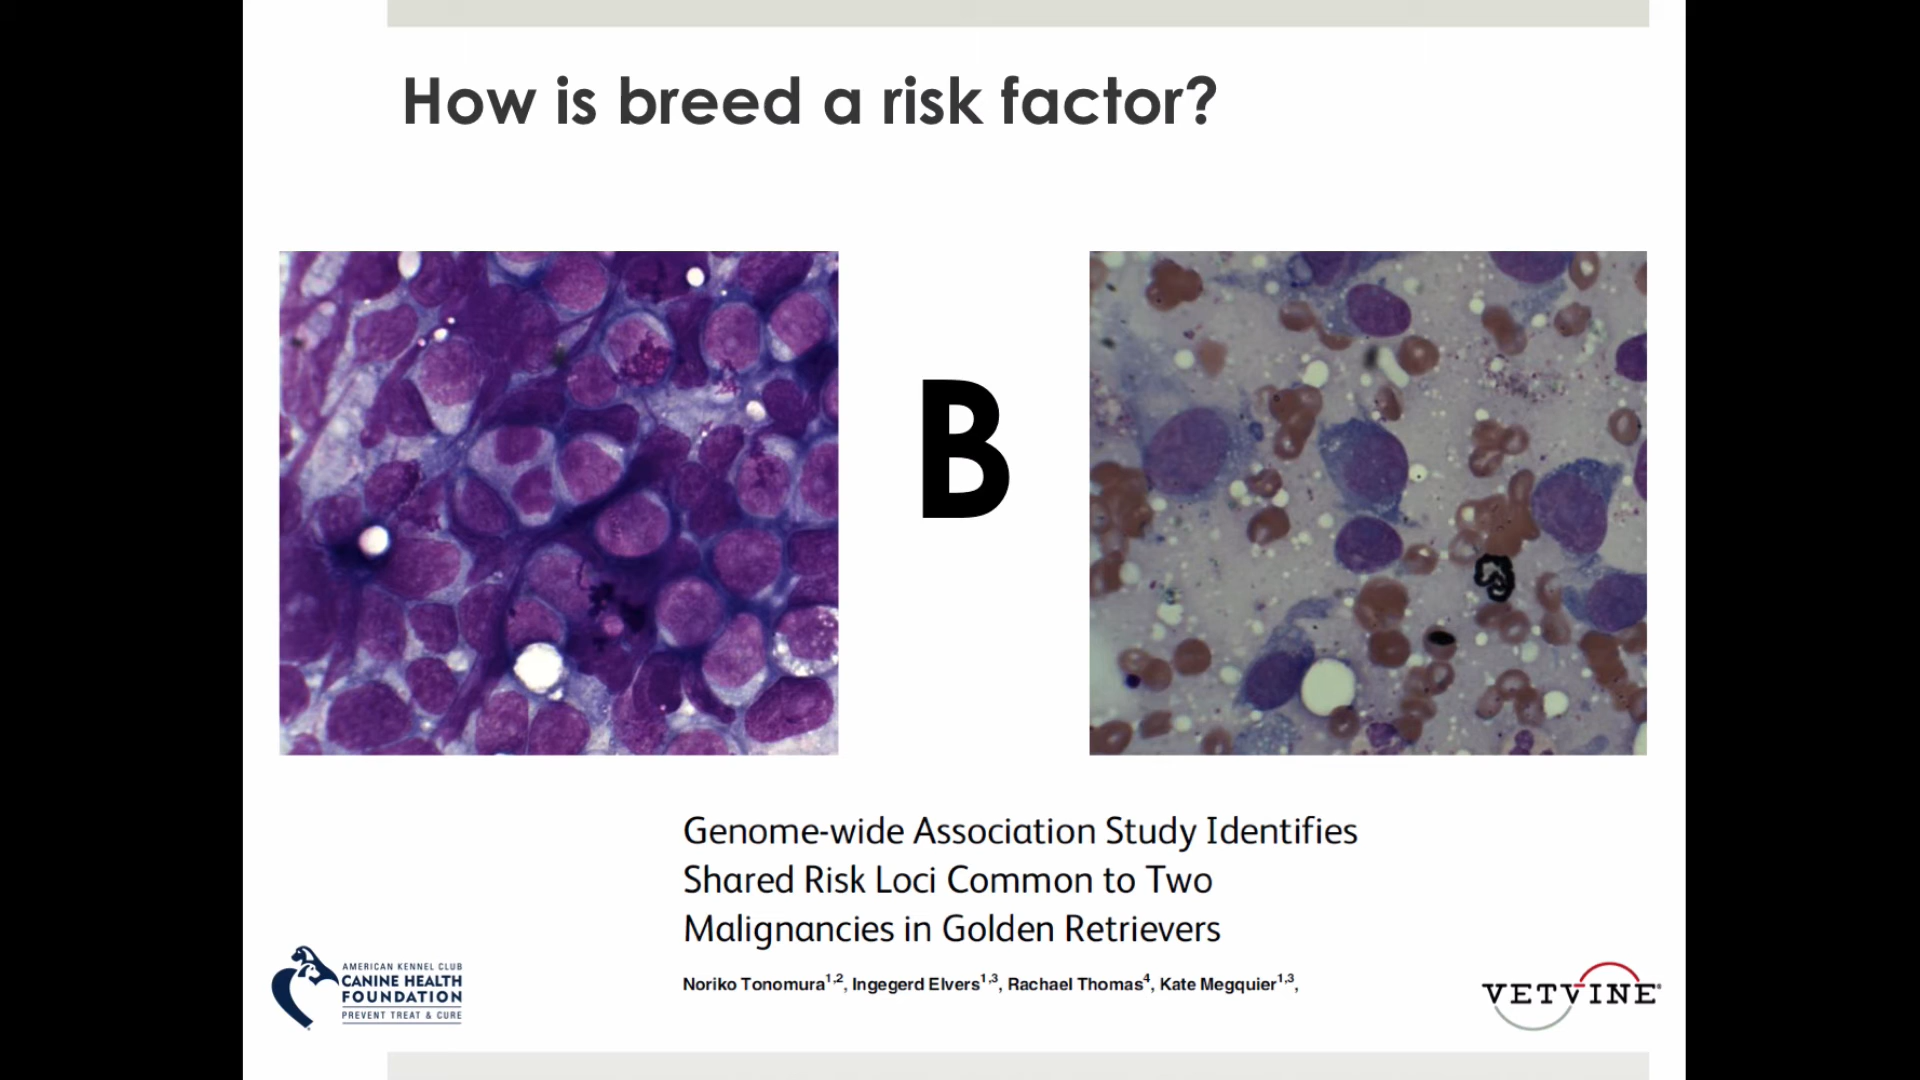 How is breed a risk factor?
B
Genome-wide Association Study Identifies
Shared Risk Loci Common to Two
Malignancies in Golden Retrievers
Noriko Tonomura1,2, Ingegerd Elvers1,3, Rachael Thomas4, Kate Megquier1,3,
AMERICAN KENNEL CLUB
CANINE HEALTH
FOUNDATION
PREVENT TREAT & CURE
VETVINE®